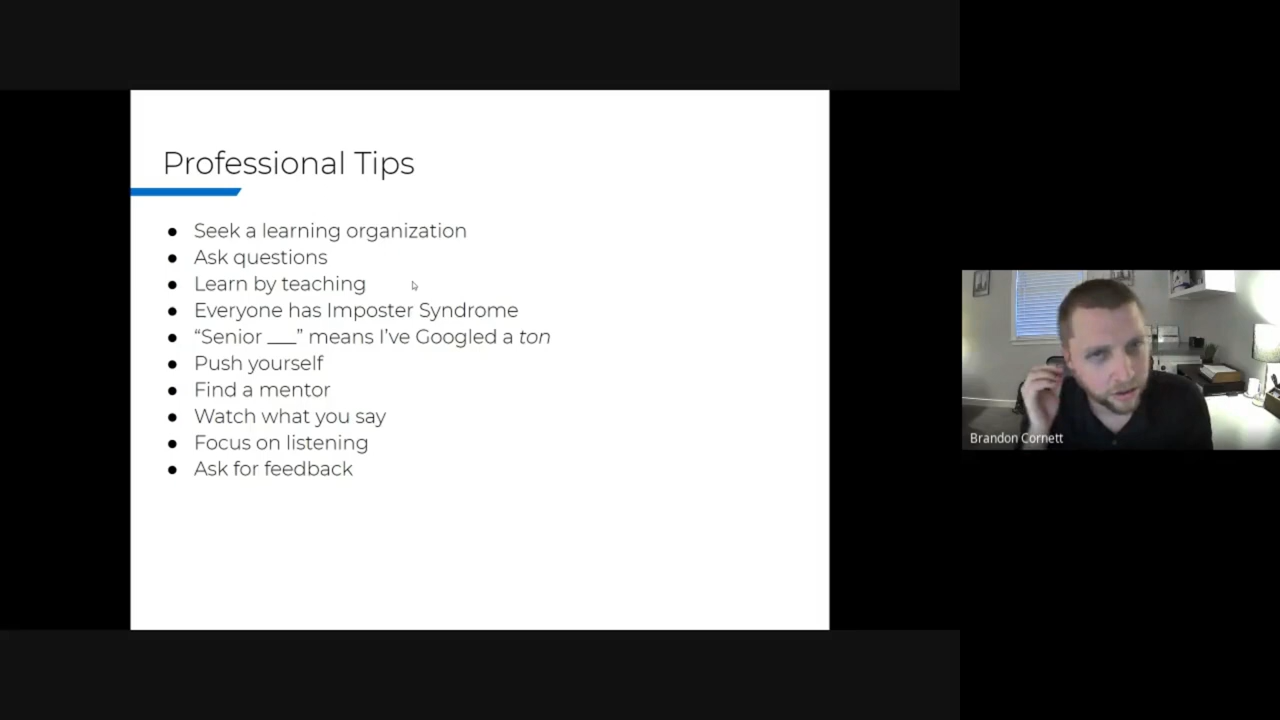 Professional Tips
● Seek a learning organization
● Ask questions
● Learn by teaching
● Everyone has Imposter Syndrome
● “Senior ___” means I’ve Googled a ton
● Push yourself
● Find a mentor
● Watch what you say
● Focus on listening
● Ask for feedback
Brandon Cornett